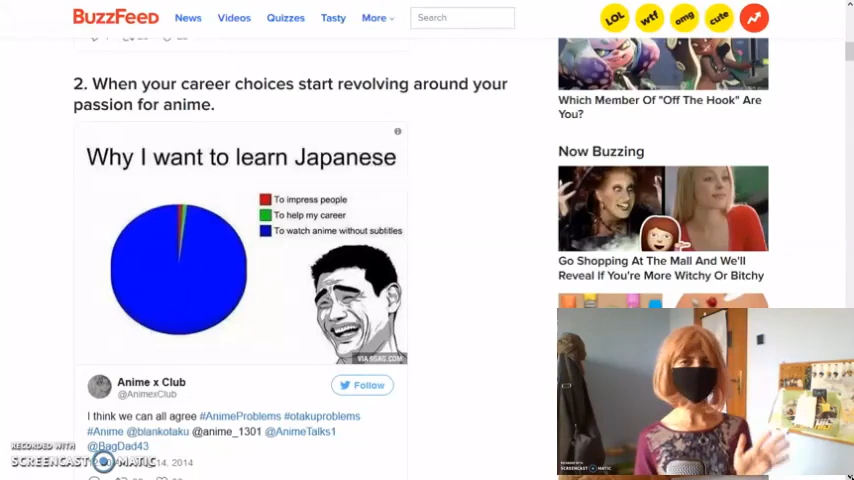 BuzzFeed News Videos Quizzes Tasty More Search LOL wtf omg cute
2. When your career choices start revolving around your
passion for anime.
Why I want to learn Japanese
To impress people
To help my career
To watch anime without subtitles
VIA 9GAG.COM
Anime x Club
@AnimexClub
Follow
I think we can all agree #AnimeProblems #otakuproblems
#Anime @blankotaku @anime_1301 @AnimeTalks1
@BagDad43
14, 2014
RECORDED WITH
SCREENCAST MATIC
Which Member Of "Off The Hook" Are
You?
Now Buzzing
Go Shopping At The Mall And We'll
Reveal If You're More Witchy Or Bitchy
SCREENCAST MATIC